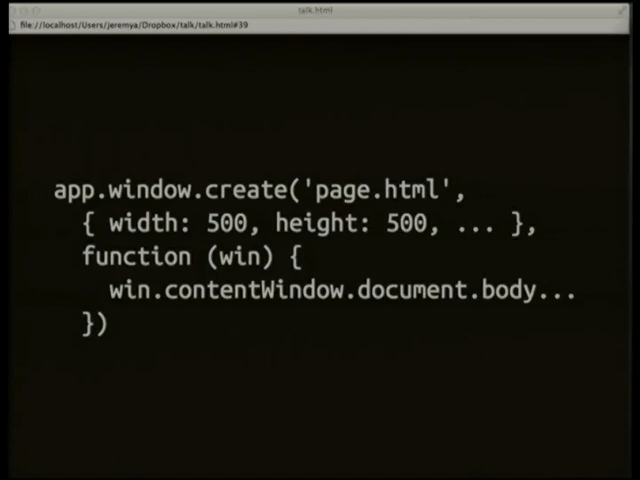 talk.html
file://localhost/Users/jeremya/Dropbox/talk/talk.html#39
app.window.create('page.html',
{ width: 500, height: 500, ... },
function (win) {
win.contentWindow.document.body...
})